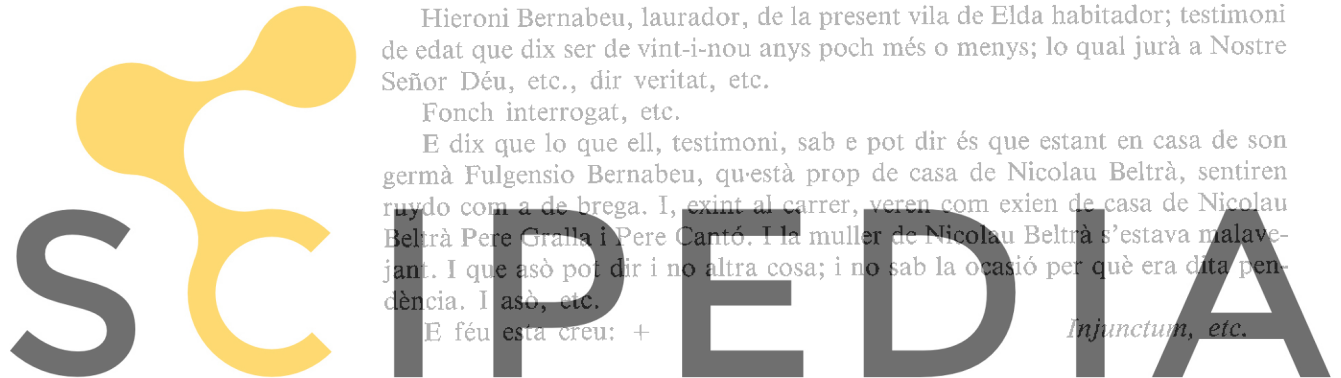 Hieroni Bernabeu, laurador, de la present vila de Elda habitador; testimoni
de edat que dix ser de vint-i-nou anys poch més o menys; lo qual jurà a Nostre
Señor Déu, etc., dir veritat, etc.
Fonch interrogat, etc.
E dix que lo que ell, testimoni, sab e pot dir és que estant en casa de son
germà Fulgensio Bernabeu, qu·està prop de casa de Nicolau Beltrà, sentiren
ruydo com a de brega. I, exint al carrer, veren com exien de casa de Nicolau
Beltrà Pere Gralla i Pere Cantó. I la muller de Nicolau Beltrà s'estava malave-
jant. I que asò pot dir i no altra cosa; i no sab la ocasió per què era dita pen-
dència. I asò, etc.
E féu esta creu: + Injunctum, etc.
SCIPEDIA